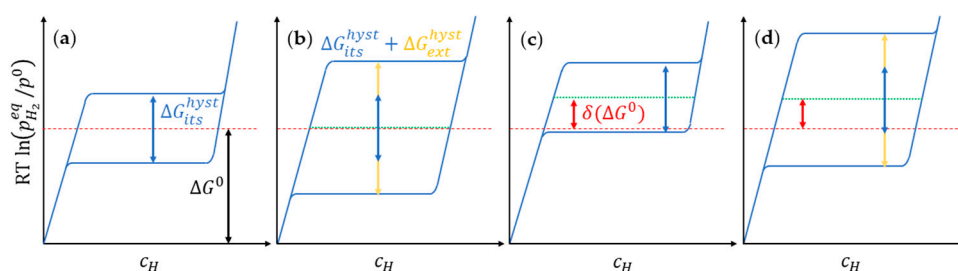 (a)
(b)
(c)
(d)
RT ln(p_{H_2}^{eq}/p^0)
ΔG_{its}^{hyst}
ΔG^0
c_H
ΔG_{its}^{hyst} + ΔG_{ext}^{hyst}
c_H
δ(ΔG^0)
c_H
c_H